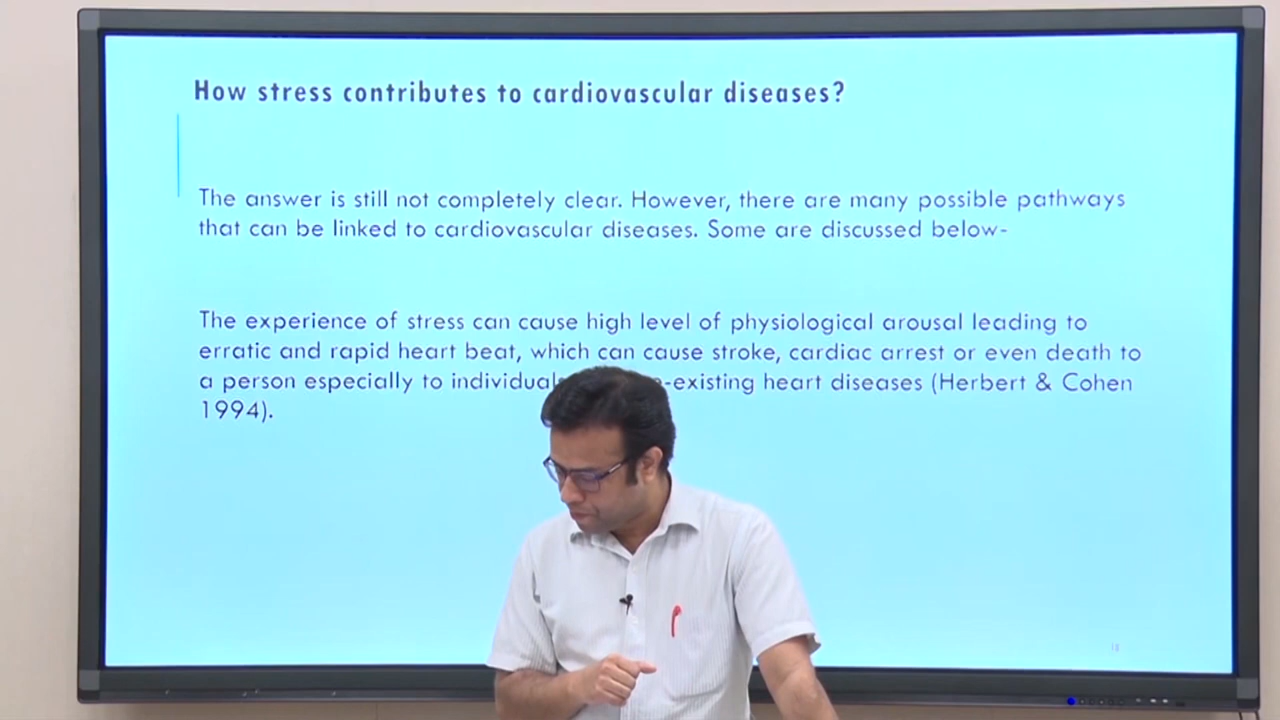 How stress contributes to cardiovascular diseases?
The answer is still not completely clear. However, there are many possible pathways
that can be linked to cardiovascular diseases. Some are discussed below-
The experience of stress can cause high level of physiological arousal leading to
erratic and rapid heart beat, which can cause stroke, cardiac arrest or even death to
a person especially to individual -existing heart diseases (Herbert & Cohen
1994).